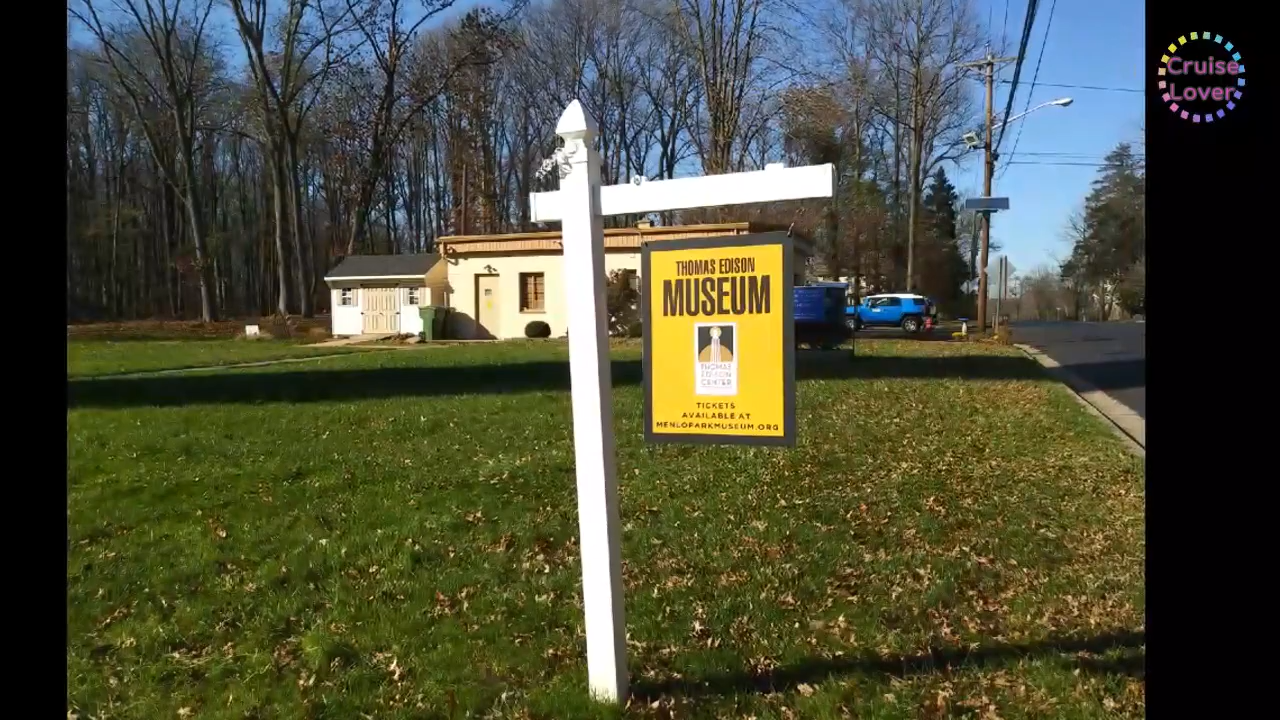 Cruise
Lover
THOMAS EDISON
MUSEUM
THOMAS
EDISON
CENTER
TICKETS
AVAILABLE AT
MENLOPARKMUSEUM.ORG